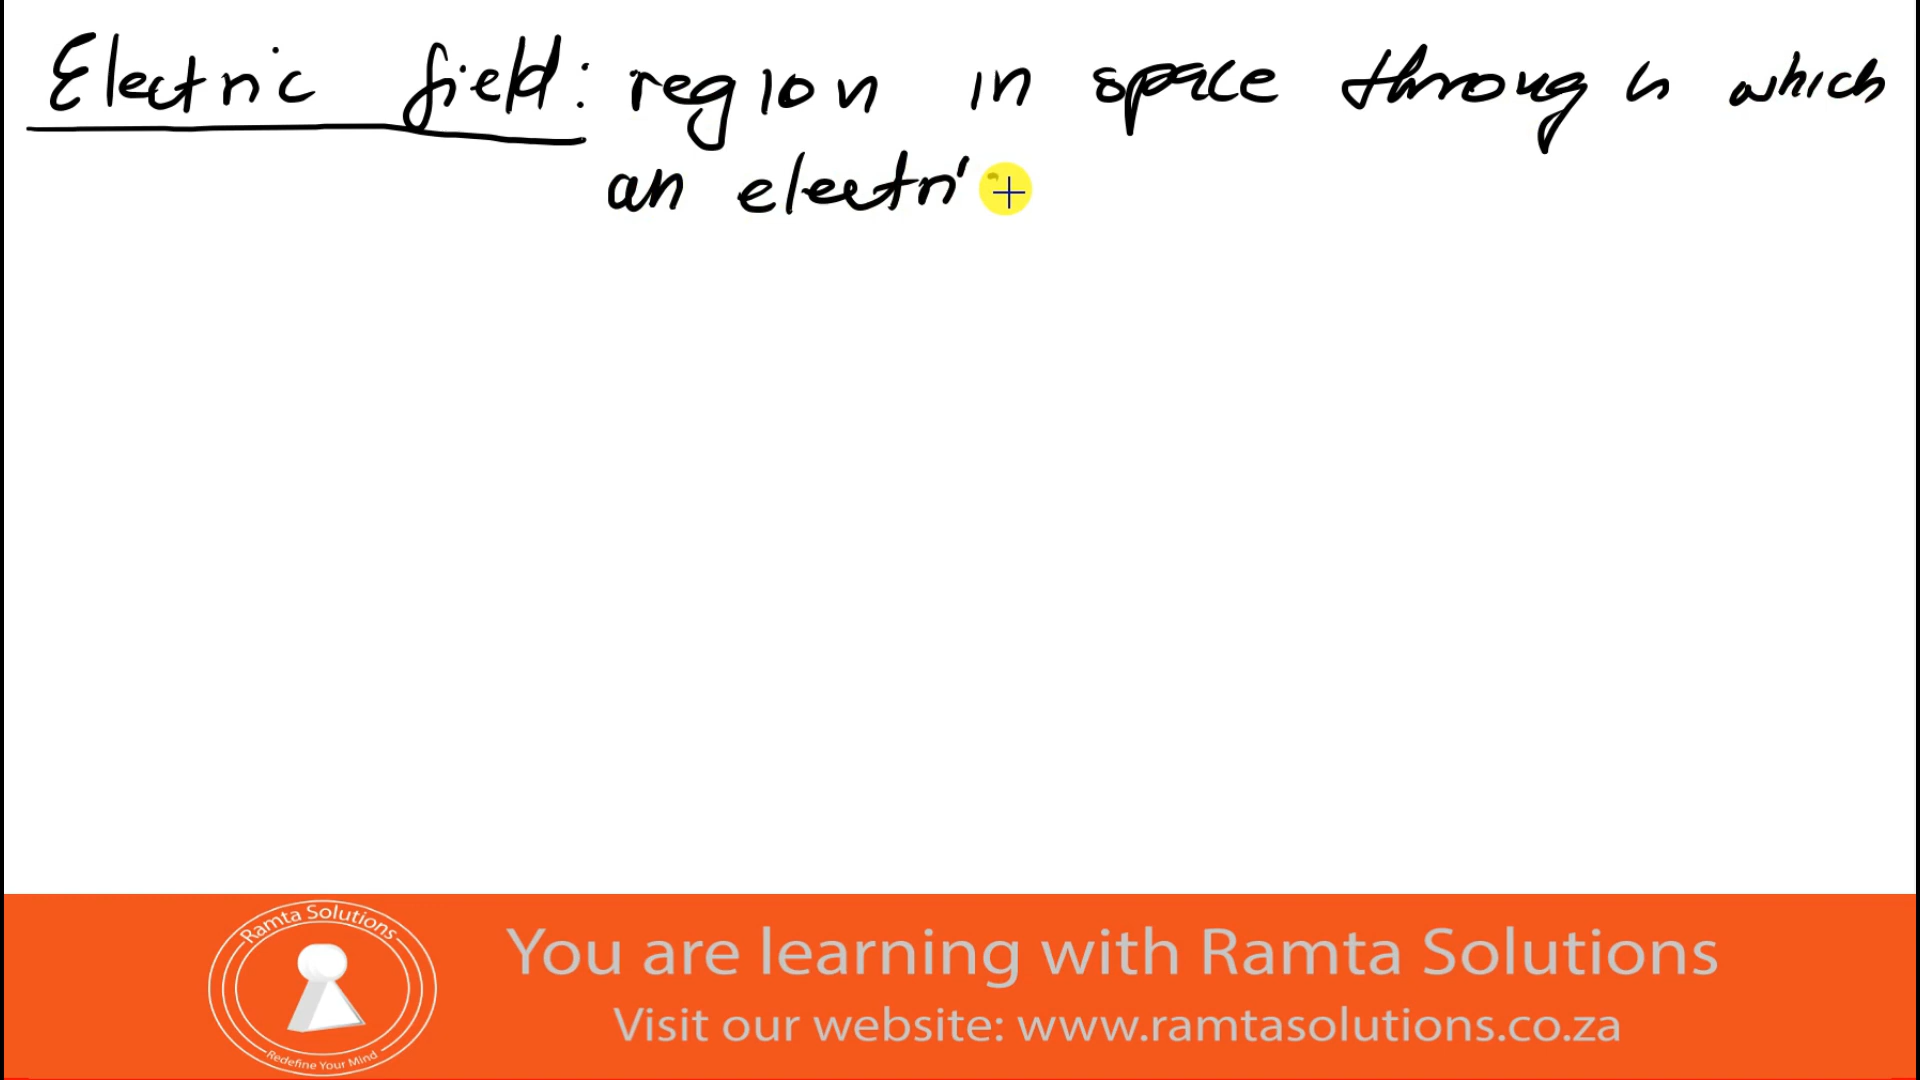 Electric field: region in space through which
an electri
Ramta Solutions
Redefine Your Mind
You are learning with Ramta Solutions
Visit our website: www.ramtasolutions.co.za